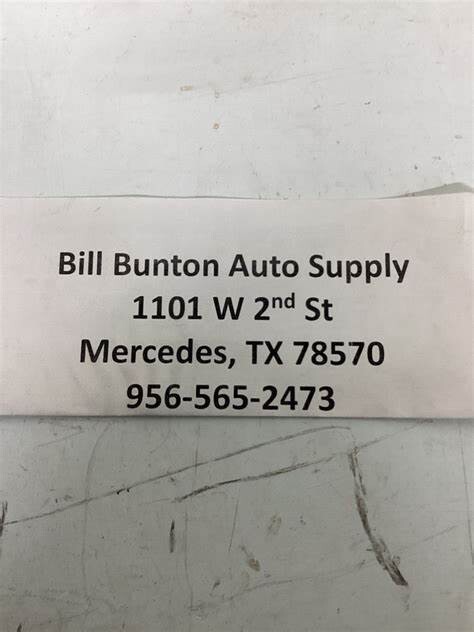 Bill Bunton Auto Supply
1101 W 2nd St
Mercedes, TX 78570
956-565-2473